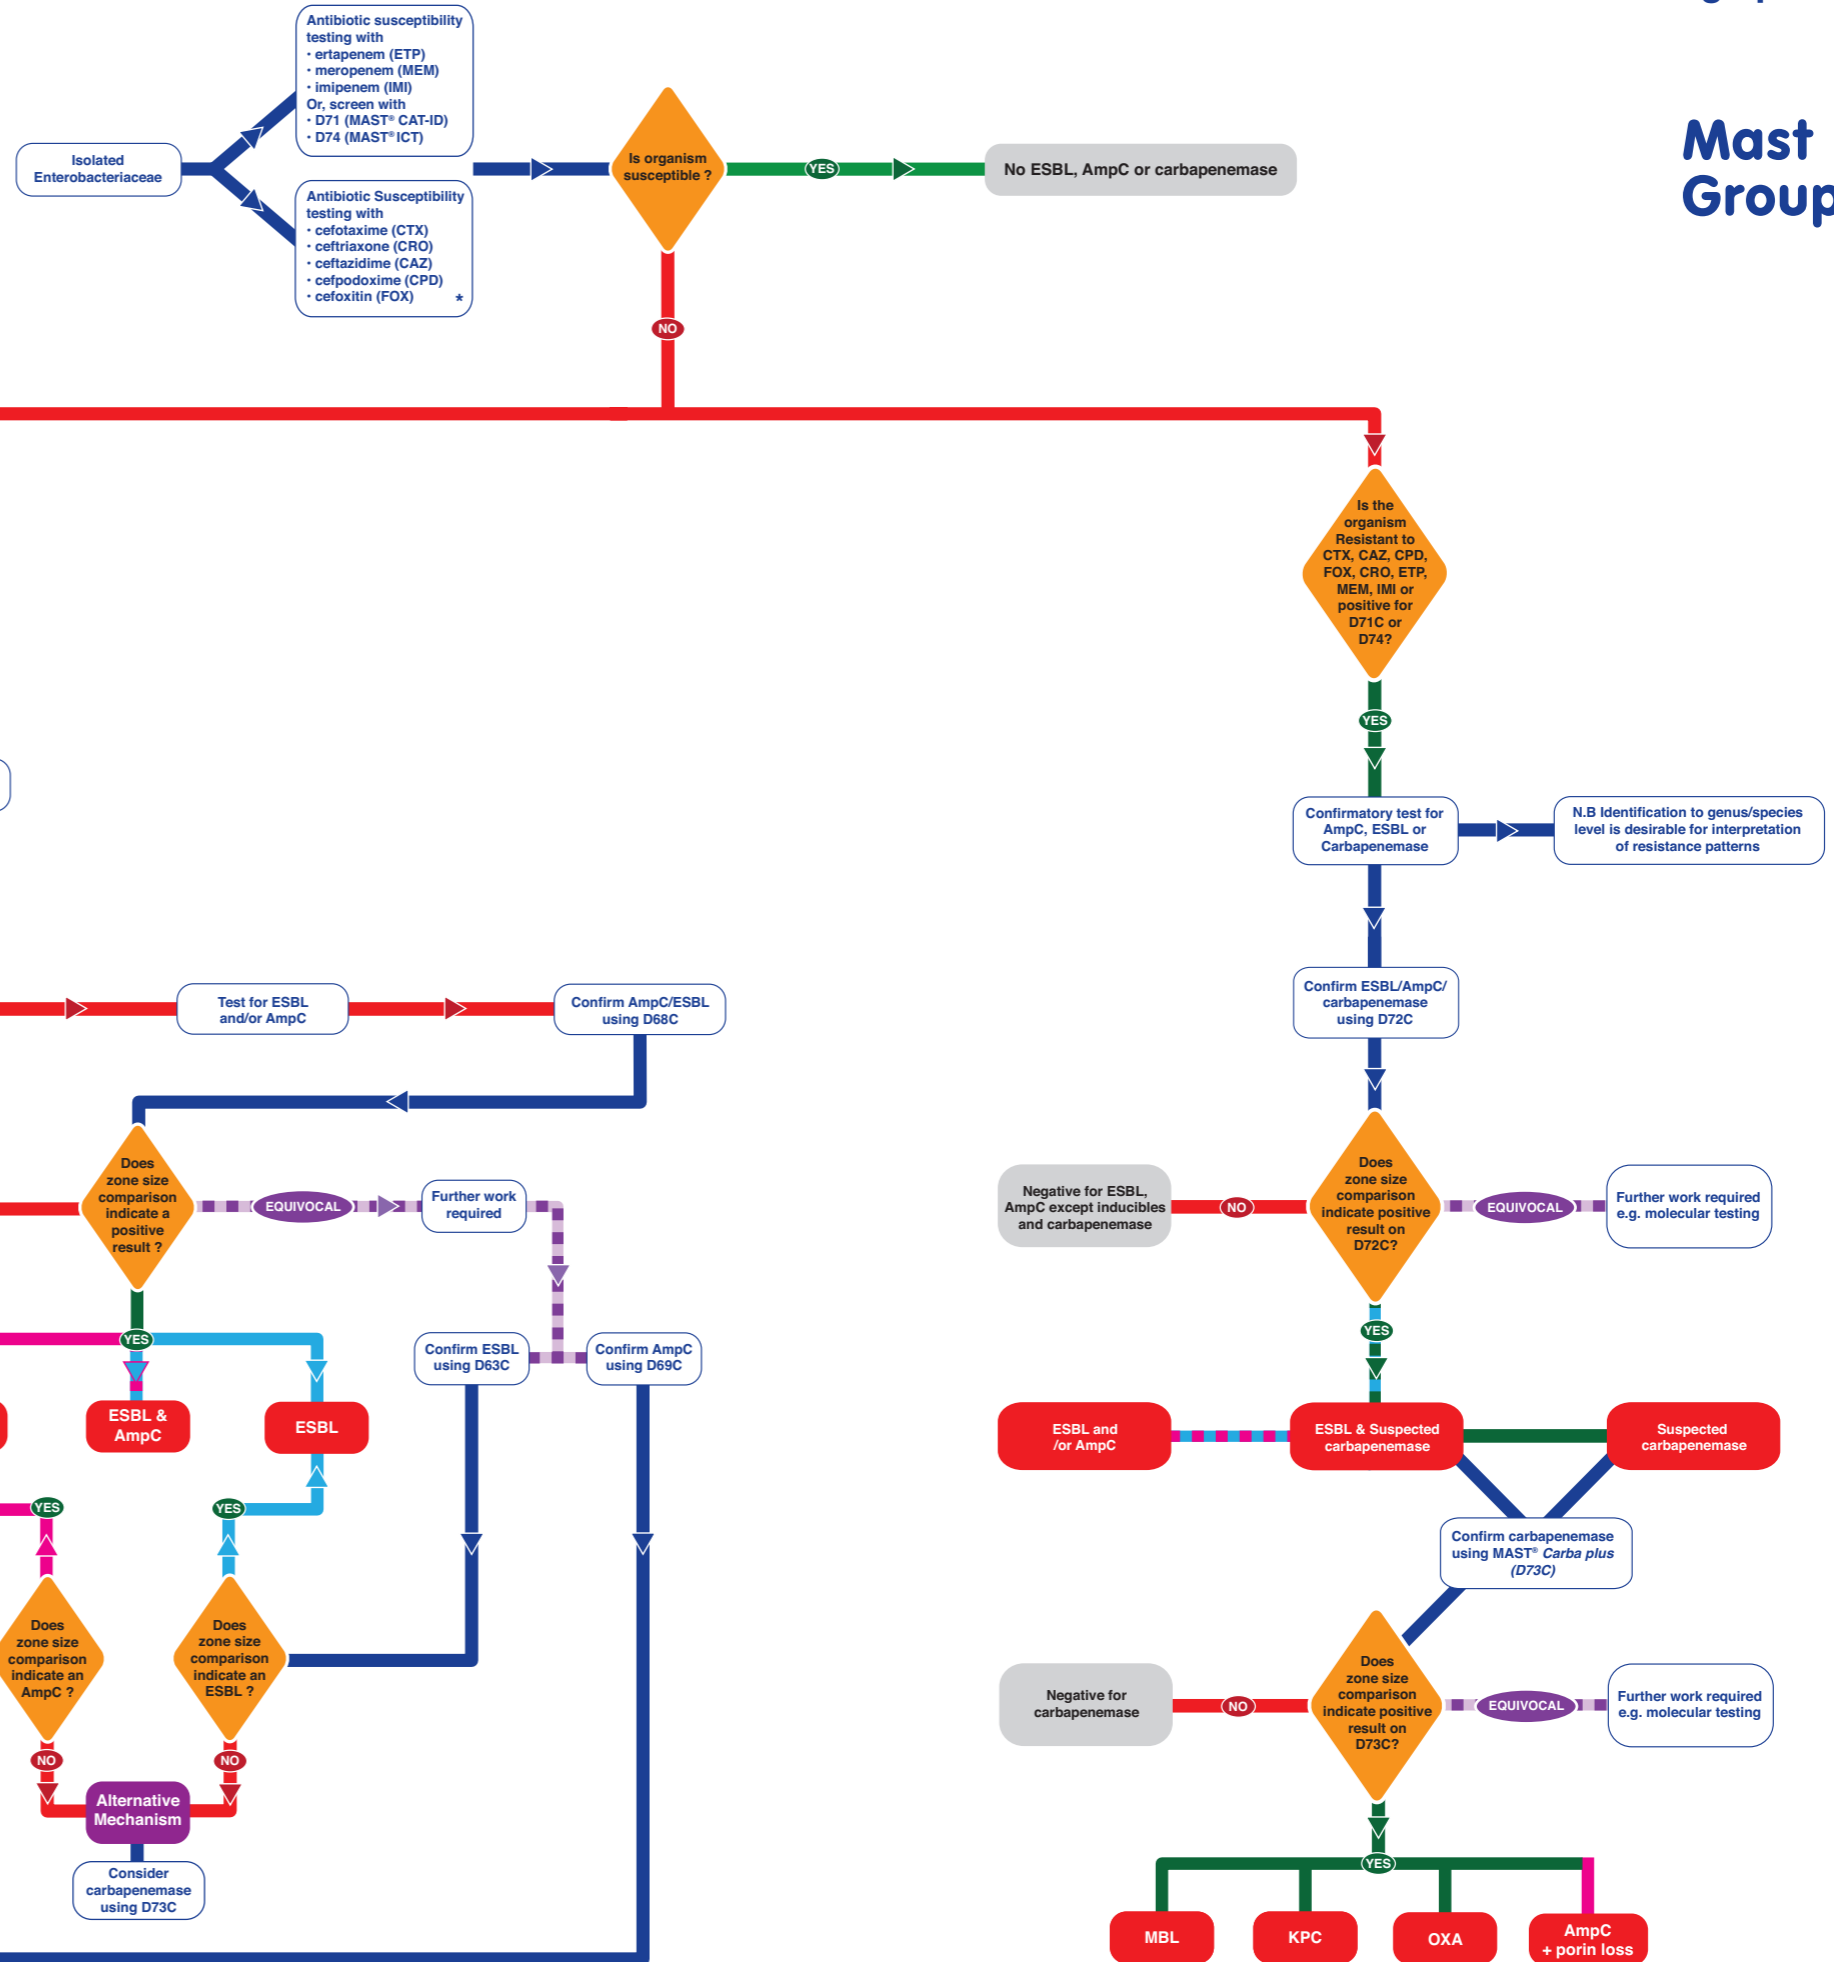 Mast
Group
Isolated
Enterobacteriaceae
Antibiotic susceptibility
testing with
· ertapenem (ETP)
· meropenem (MEM)
· imipenem (IMI)
Or, screen with
· D71 (MAST® CAT-ID)
· D74 (MAST® ICT)
Antibiotic Susceptibility
testing with
· cefotaxime (CTX)
· ceftriaxone (CRO)
· ceftazidime (CAZ)
· cefpodoxime (CPD)
· cefoxitin (FOX) *
Is organism
susceptible ?
YES
No ESBL, AmpC or carbapenemase
NO
Is the
organism
Resistant to
CTX, CAZ, CPD,
FOX, CRO, ETP,
MEM, IMI or
positive for
D71C or
D74?
YES
Confirmatory test for
AmpC, ESBL or
Carbapenemase
N.B Identification to genus/species
level is desirable for interpretation
of resistance patterns
Confirm ESBL/AmpC/
carbapenemase
using D72C
Test for ESBL
and/or AmpC
Confirm AmpC/ESBL
using D68C
Does
zone size
comparison
indicate a
positive
result ?
EQUIVOCAL
Further work
required
Negative for ESBL,
AmpC except inducibles
and carbapenemase
NO
Does
zone size
comparison
indicate positive
result on
D72C?
EQUIVOCAL
Further work required
e.g. molecular testing
YES
YES
Confirm ESBL
using D63C
Confirm AmpC
using D69C
ESBL &
AmpC
ESBL
ESBL and
/or AmpC
ESBL & Suspected
carbapenemase
Suspected
carbapenemase
YES
YES
Confirm carbapenemase
using MAST® Carba plus
(D73C)
Does
zone size
comparison
indicate an
AmpC ?
Does
zone size
comparison
indicate an
ESBL ?
Negative for
carbapenemase
NO
Does
zone size
comparison
indicate positive
result on
D73C?
EQUIVOCAL
Further work required
e.g. molecular testing
NO
NO
Alternative
Mechanism
Consider
carbapenemase
using D73C
YES
MBL
KPC
OXA
AmpC
+ porin loss